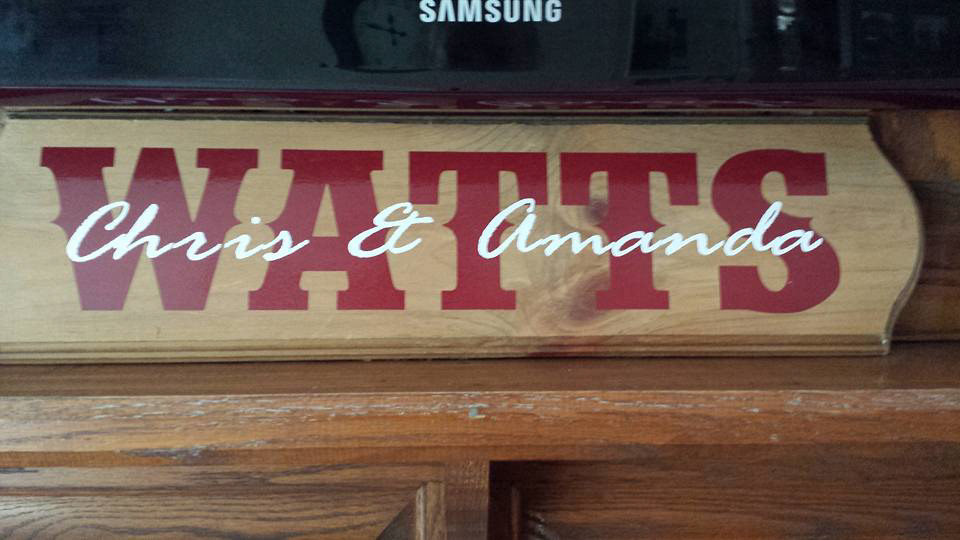 SAMSUNG
WATTS
Chris & Amanda